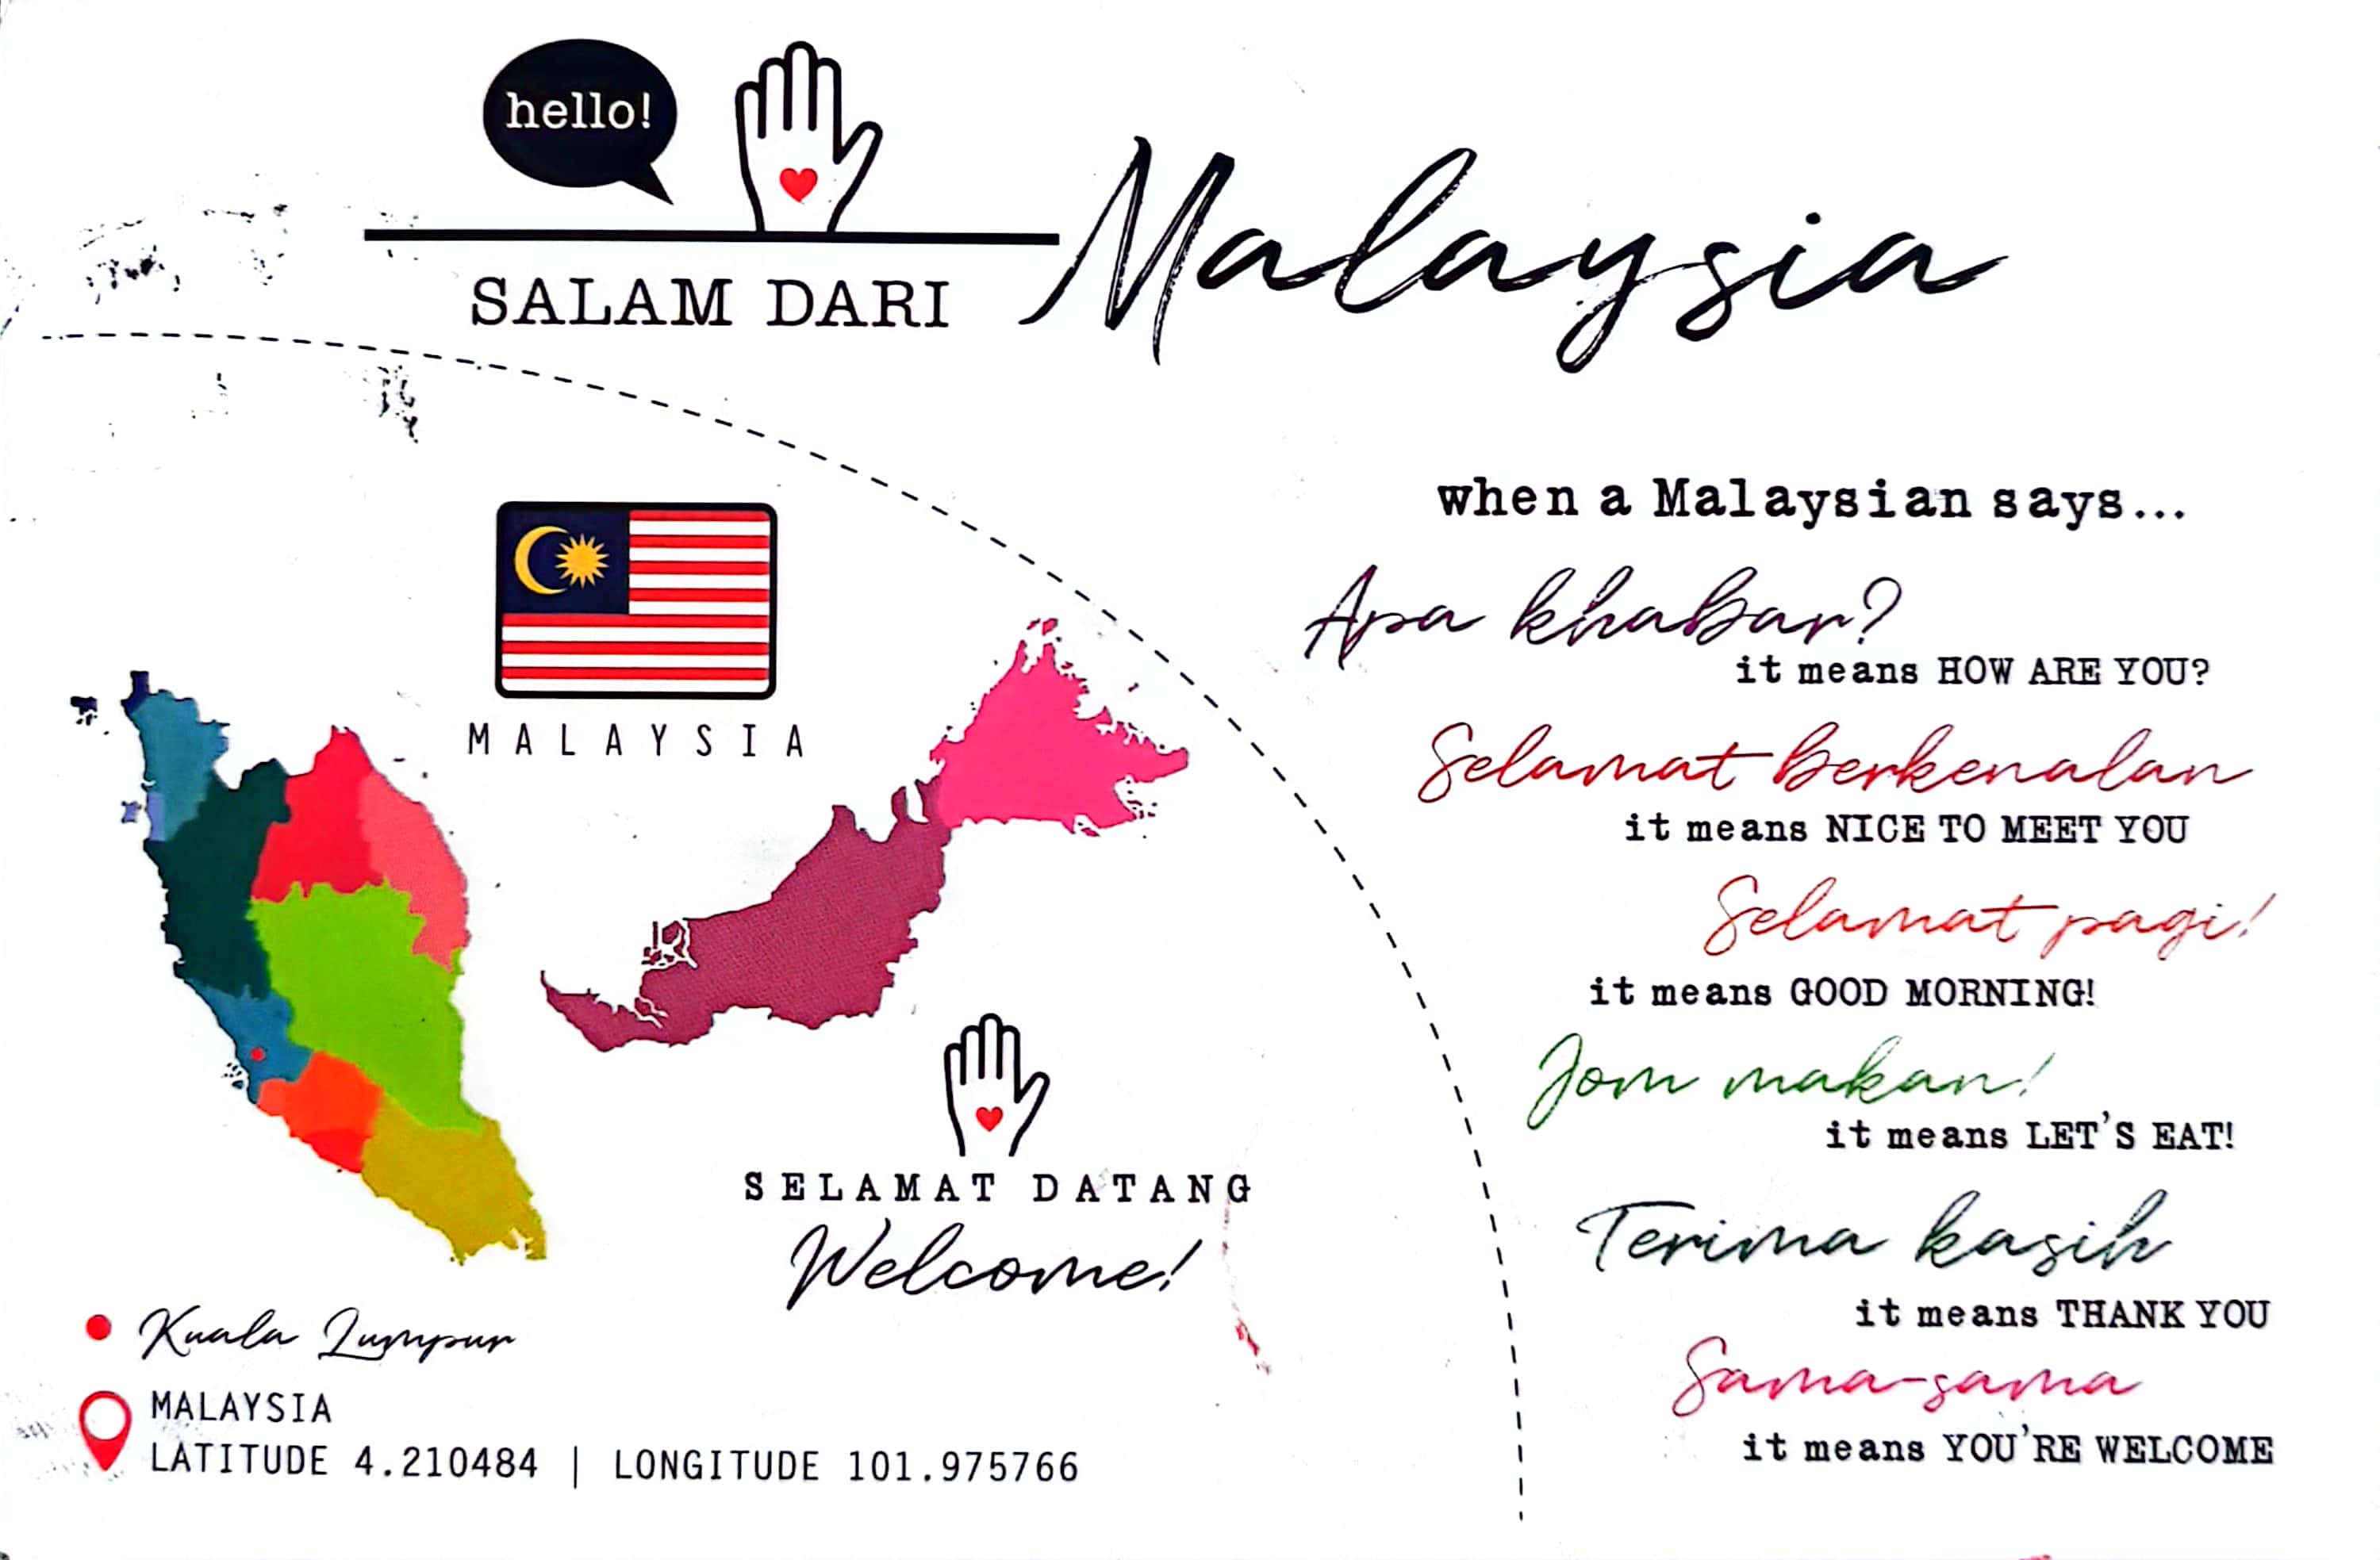 hello!
SALAM DARI Malaysia
MALAYSIA
SELAMAT DATANG
Welcome!
Kuala Lumpur
MALAYSIA
LATITUDE 4.210484 | LONGITUDE 101.975766
when a Malaysian says...
Apa khabar?
it means HOW ARE YOU?
Selamat berkenalan
it means NICE TO MEET YOU
Selamat pagi!
it means GOOD MORNING!
Jom makan!
it means LET'S EAT!
Terima kasih
it means THANK YOU
Sama-sama
it means YOU'RE WELCOME